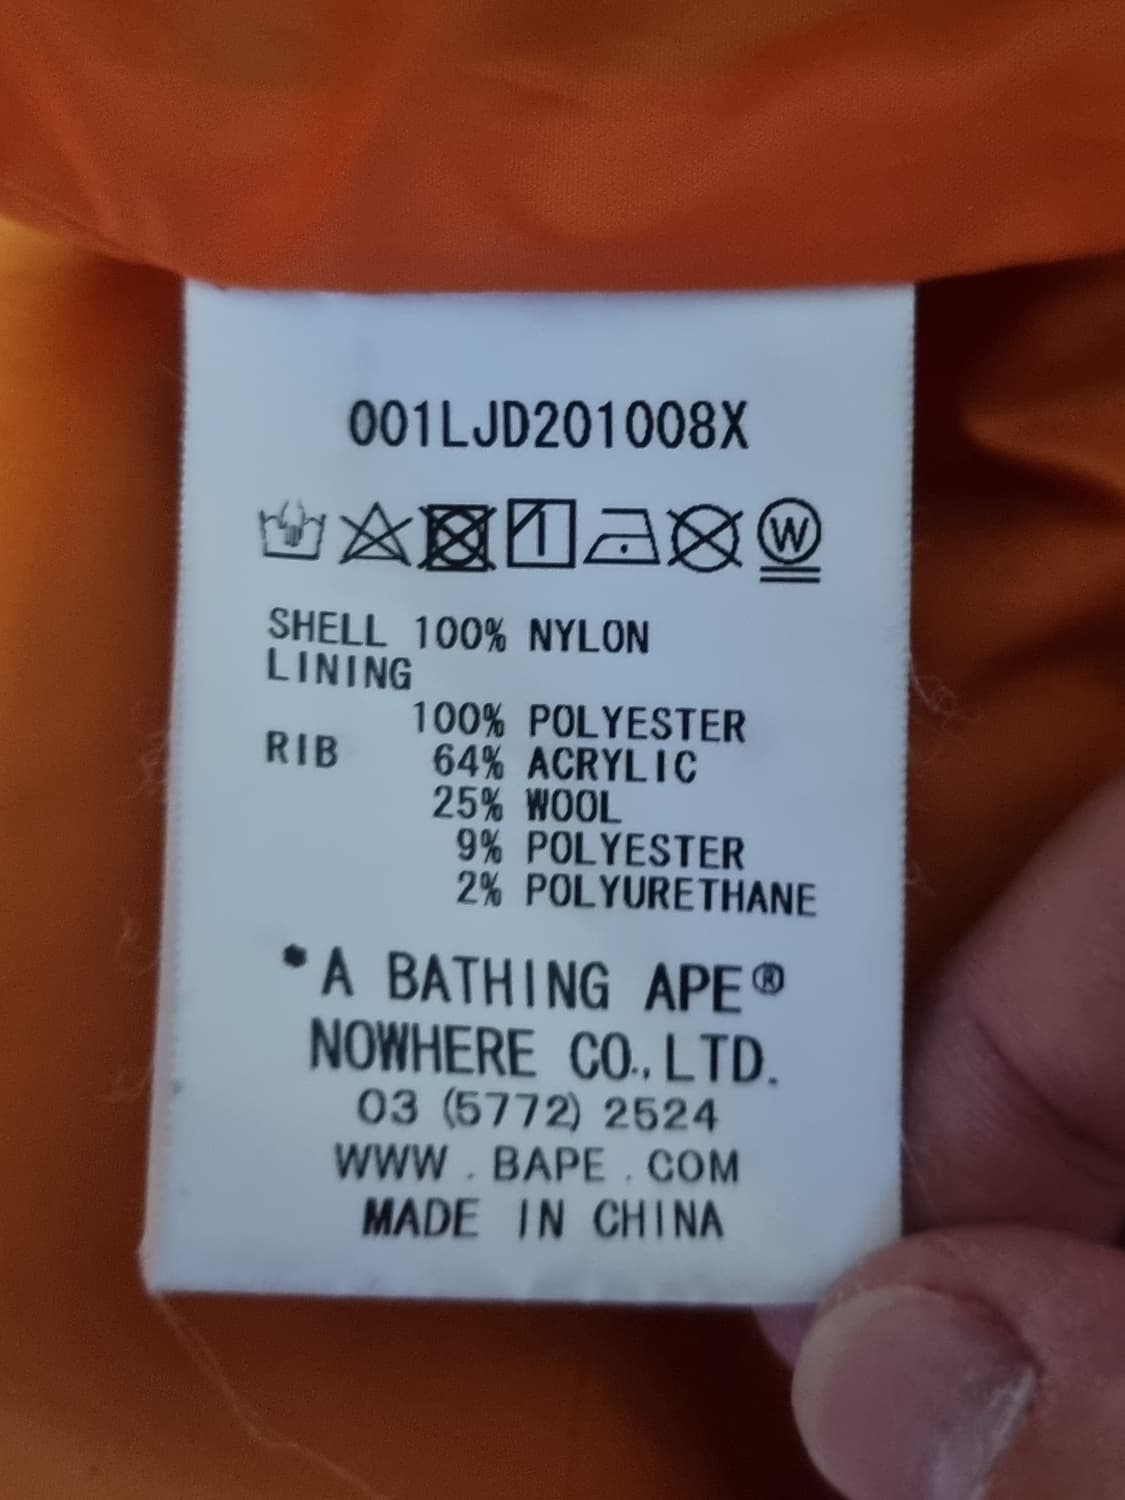 001LJD201008X
W
SHELL 100% NYLON
LINING
100% POLYESTER
RIB 64% ACRYLIC
25% WOOL
9% POLYESTER
2% POLYURETHANE
*A BATHING APE®
NOWHERE CO., LTD.
03 (5772) 2524
WWW . BAPE . COM
MADE IN CHINA